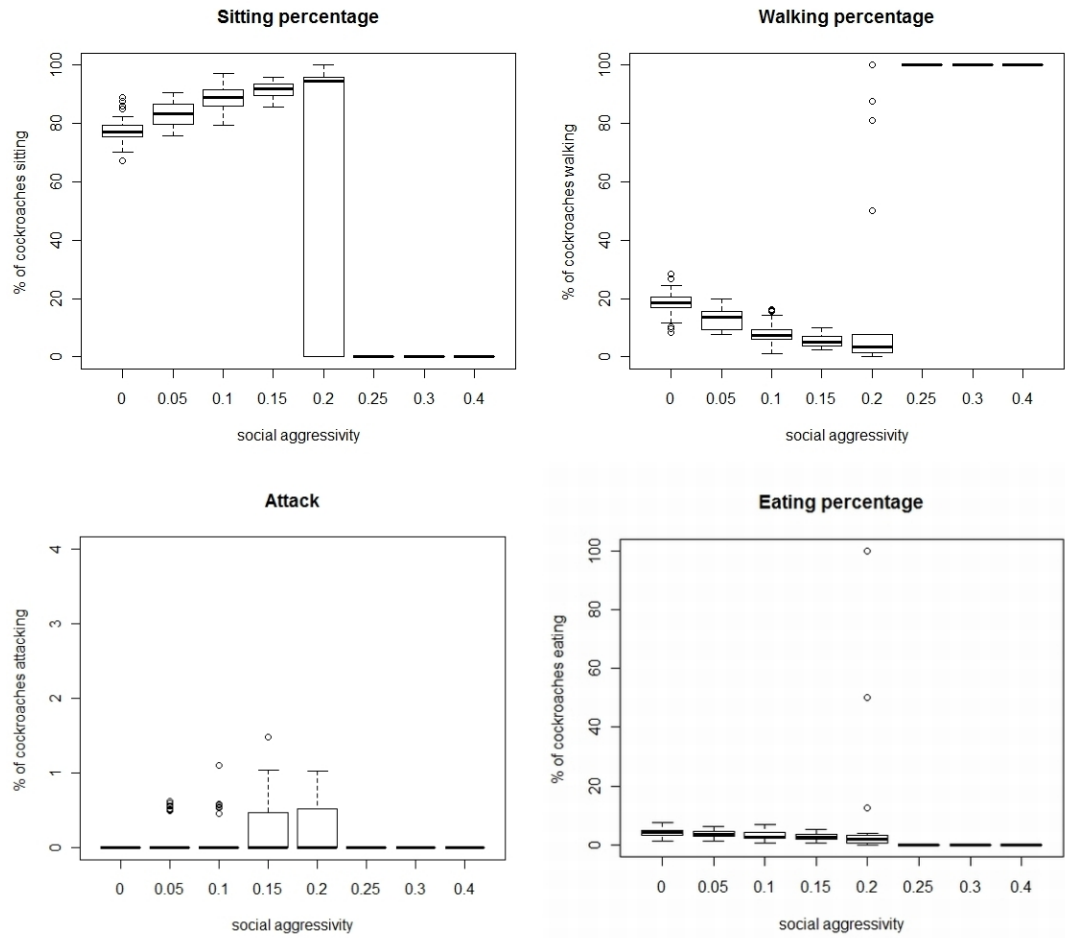 Sitting percentage
% of cockroaches sitting
100
80
60
40
20
0
0 0.05 0.1 0.15 0.2 0.25 0.3 0.4
social aggressivity
Walking percentage
% of cockroaches walking
100
80
60
40
20
0
0 0.05 0.1 0.15 0.2 0.25 0.3 0.4
social aggressivity
Attack
% of cockroaches attacking
4
3
2
1
0
0 0.05 0.1 0.15 0.2 0.25 0.3 0.4
social aggressivity
Eating percentage
% of cockroaches eating
100
80
60
40
20
0
0 0.05 0.1 0.15 0.2 0.25 0.3 0.4
social aggressivity